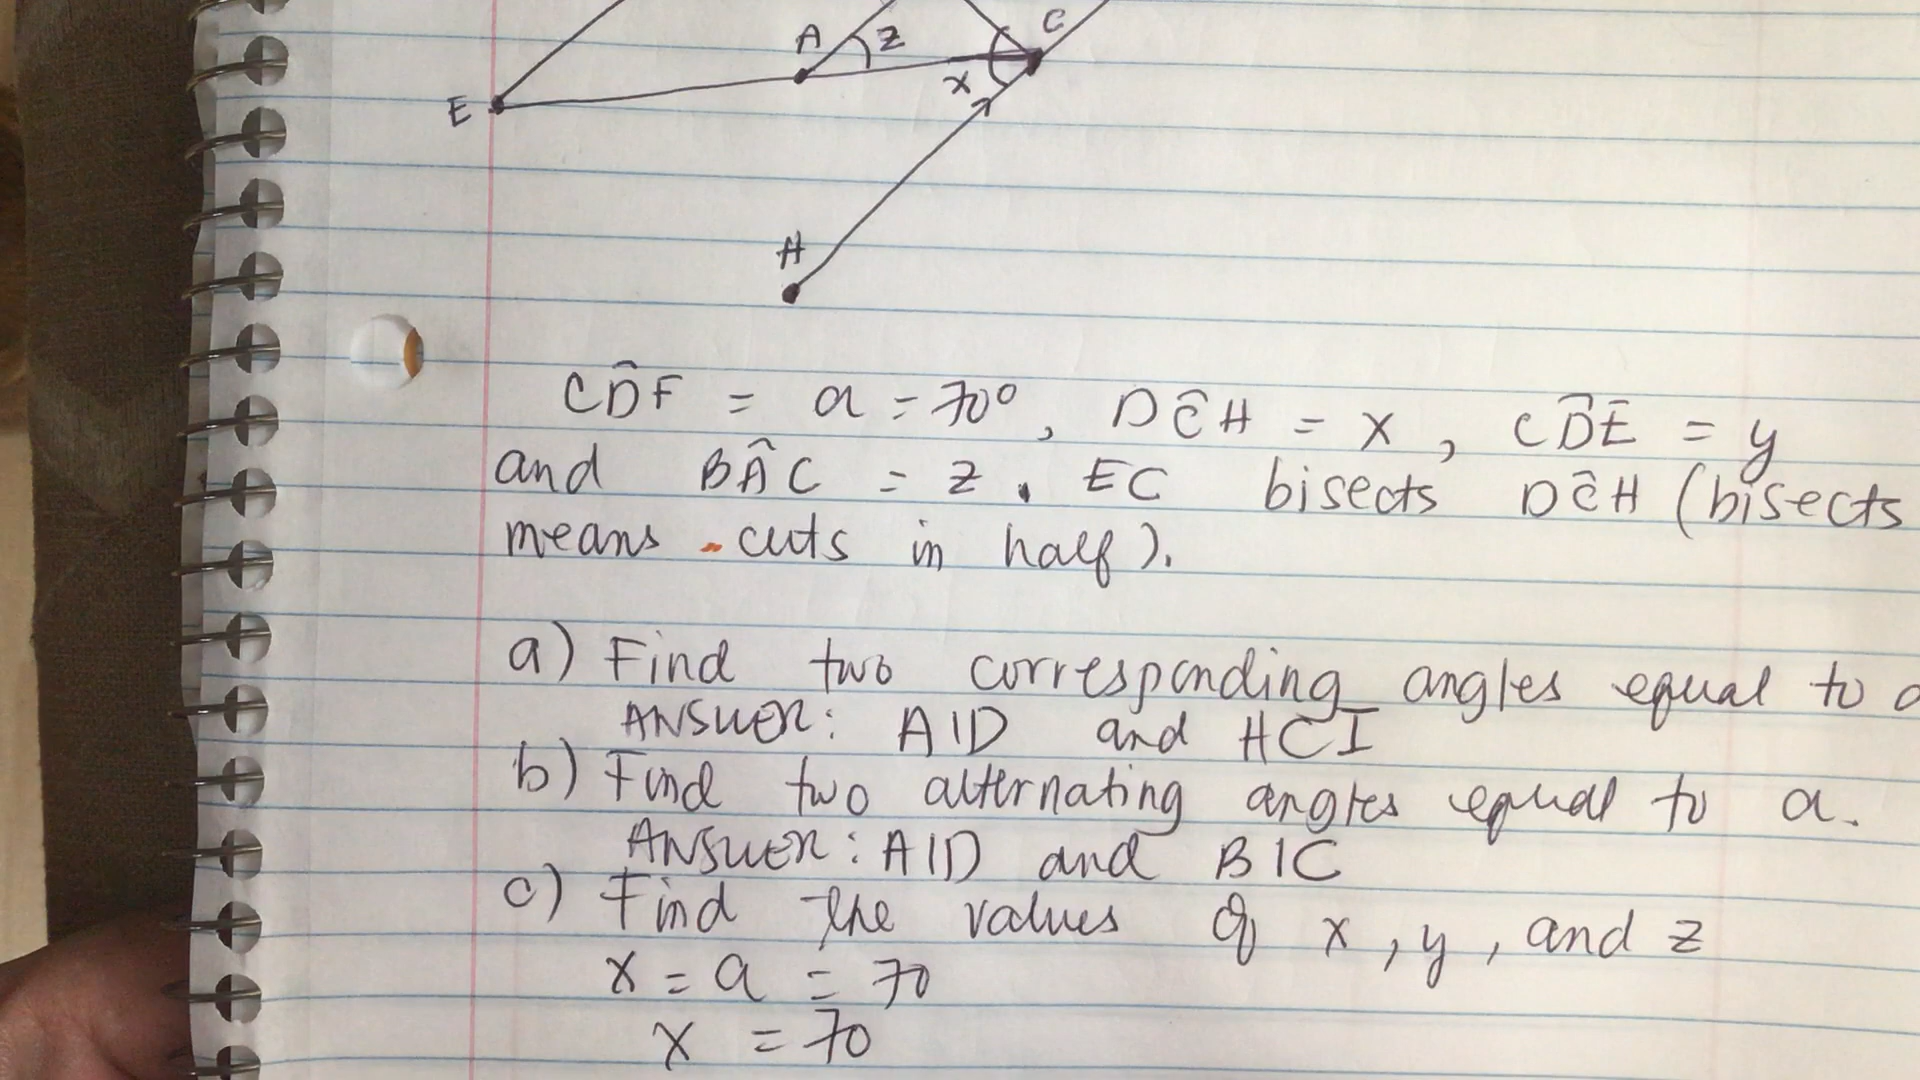 A
z
C
x
E
H
CD̂F = a = 70°, DĈH = x, CD̂E = y
and BÂC = z. EC bisects DĈH (bisects
means cuts in half).
a) Find two corresponding angles equal to
ANSWER: AID and HCI
b) Find two alternating angles equal to a.
ANSWER: AID and BIC
c) Find the values of x, y, and z
x = a = 70
x = 70